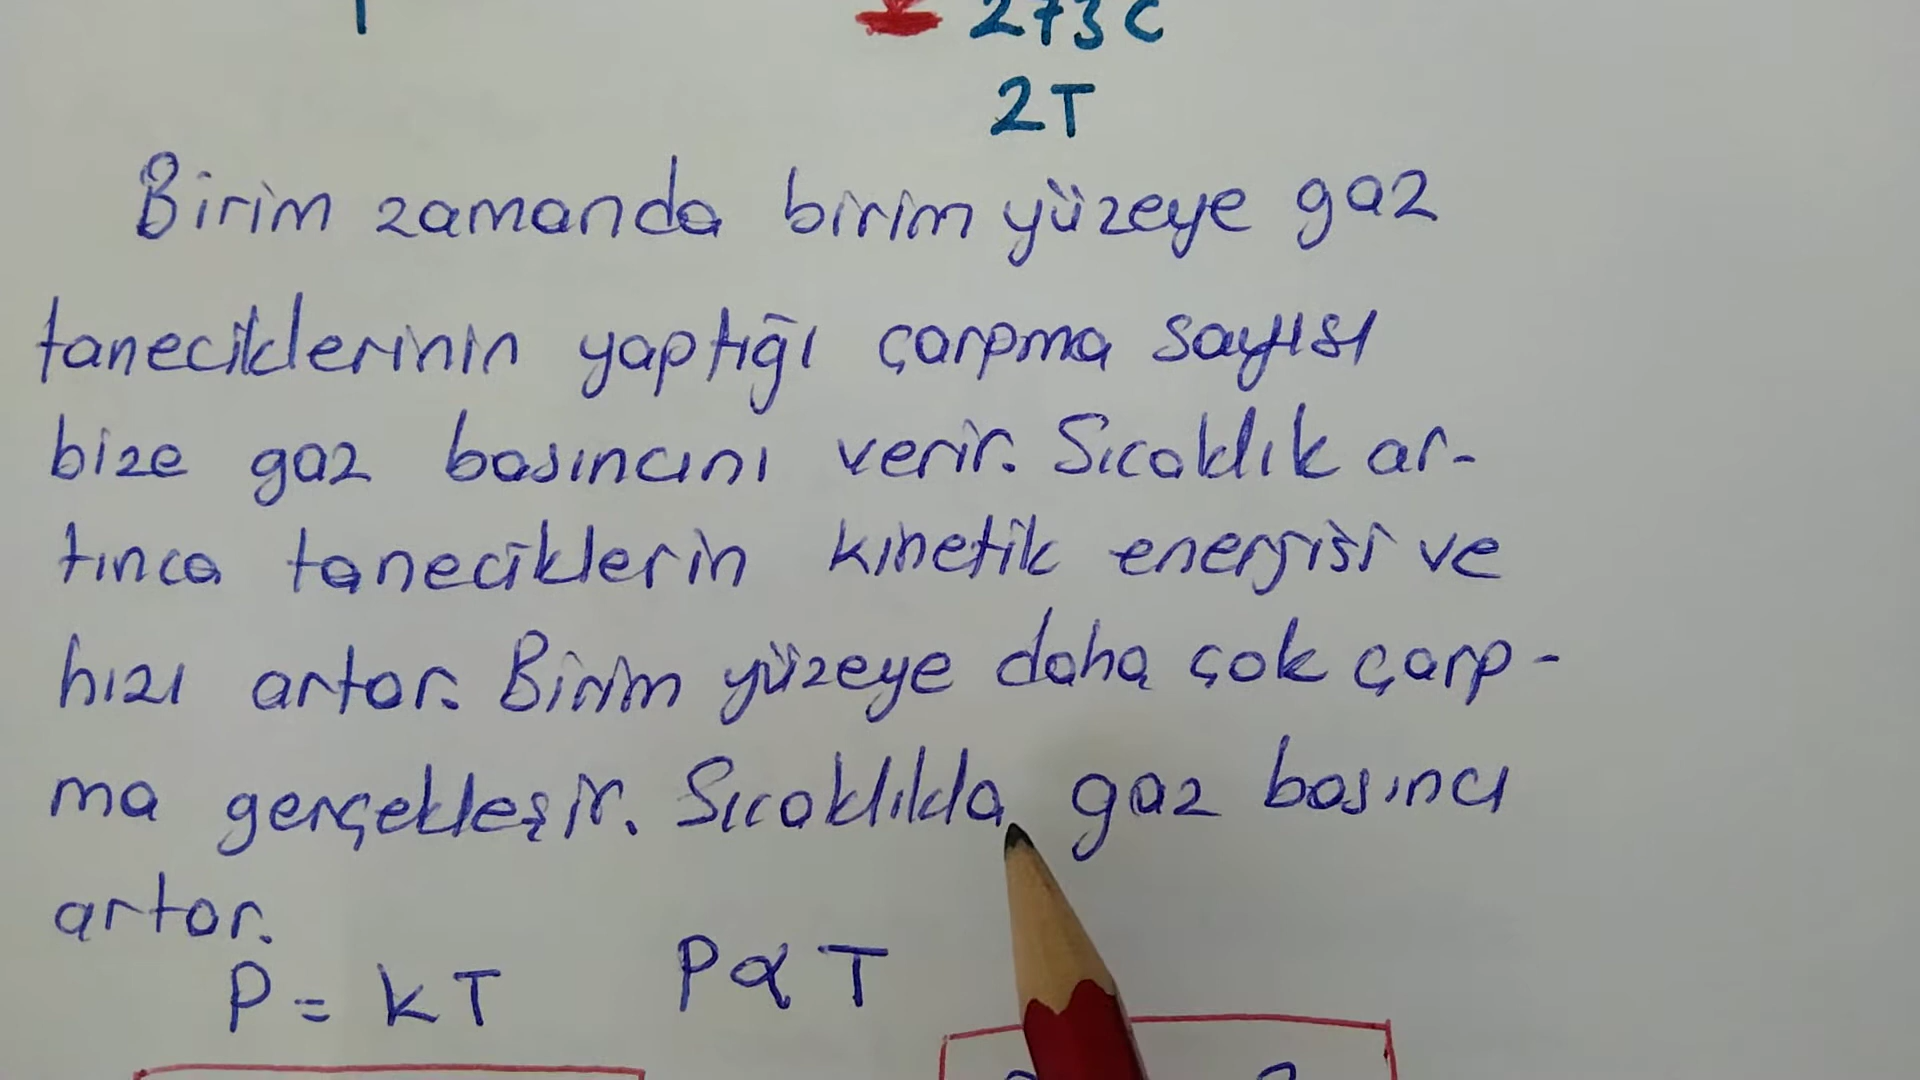 273 C
2T
Birim zamanda birim yüzeye gaz
taneciklerinin yaptığı çarpma sayısı
bize gaz basıncını verir. Sıcaklık ar-
tınca taneciklerin kinetik enerjisi ve
hızı artar. Birim yüzeye daha çok çarp-
ma gerçekleşir. Sıcaklıkla gaz basıncı
artar.
P = kT P α T